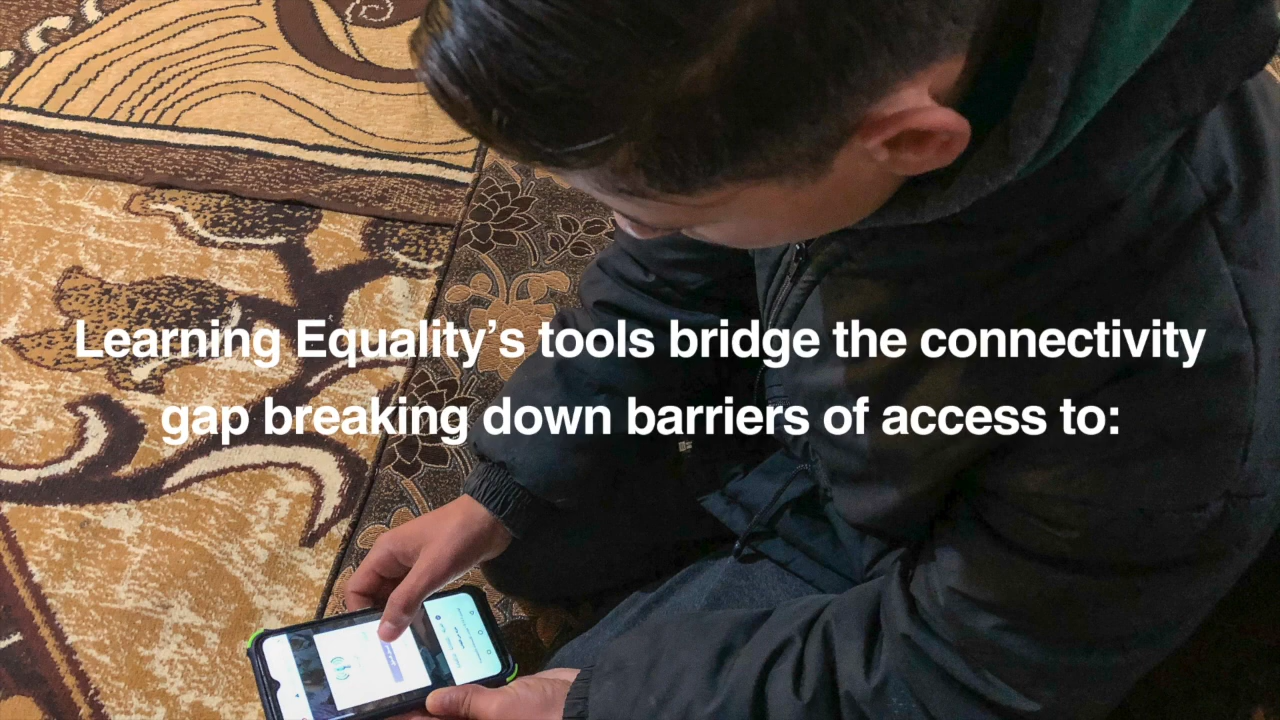 Learning Equality’s tools bridge the connectivity
gap breaking down barriers of access to: